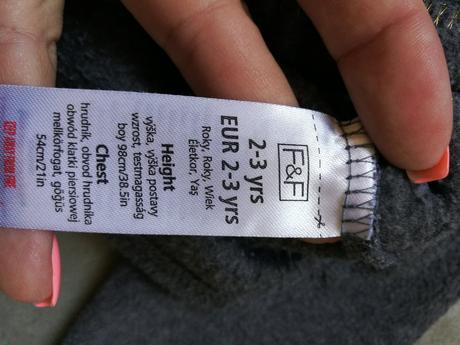 F&F
2-3 yrs
EUR 2-3 yrs
Roky, Roky, Wiek
Életkor, Yaş
Height
výška, výška postavy
wzrost, testmagasság
boy 98cm/38.5in
Chest
hrudník, obvod hrudníka
obwód klatki piersiowej
mellkörfogat, göğüs
54cm/21in